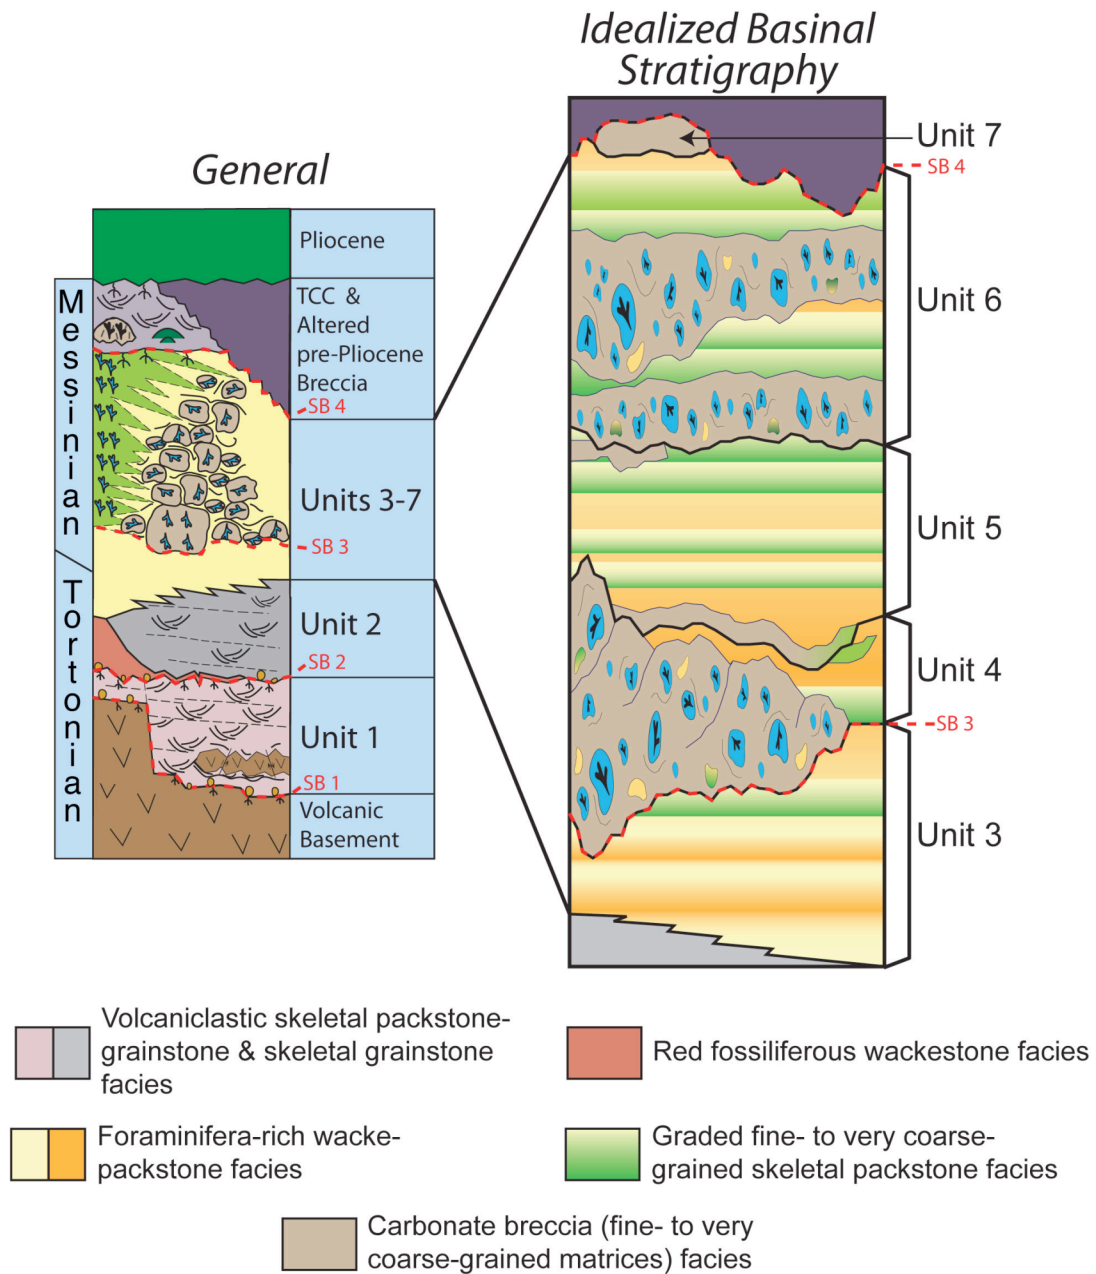 Idealized Basinal
Stratigraphy
General
Messinian
Tortonian
Pliocene
TCC &
Altered
pre-Pliocene
Breccia
SB 4
Units 3-7
SB 3
Unit 2
SB 2
Unit 1
SB 1
Volcanic
Basement
Unit 7
SB 4
Unit 6
Unit 5
Unit 4
SB 3
Unit 3
Volcaniclastic skeletal packstone-
grainstone & skeletal grainstone
facies
Red fossiliferous wackestone facies
Foraminifera-rich wacke-
packstone facies
Graded fine- to very coarse-
grained skeletal packstone facies
Carbonate breccia (fine- to very
coarse-grained matrices) facies